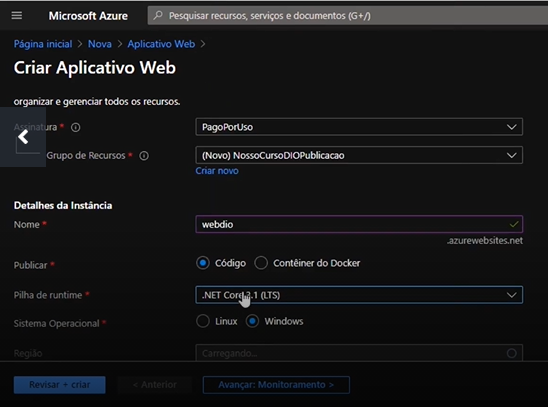 Microsoft Azure
Pesquisar recursos, serviços e documentos (G+/)
Página inicial > Nova > Aplicativo Web >
Criar Aplicativo Web
organizar e gerenciar todos os recursos.
Assinatura * PagoPorUso
Grupo de Recursos * (Novo) NossoCursoDIOPublicacao
Criar novo
Detalhes da Instância
Nome * webdio
.azurewebsites.net
Publicar * Código Contêiner do Docker
Pilha de runtime * .NET Core 3.1 (LTS)
Sistema Operacional * Linux Windows
Região Carregando...
Revisar + criar < Anterior Avançar: Monitoramento >